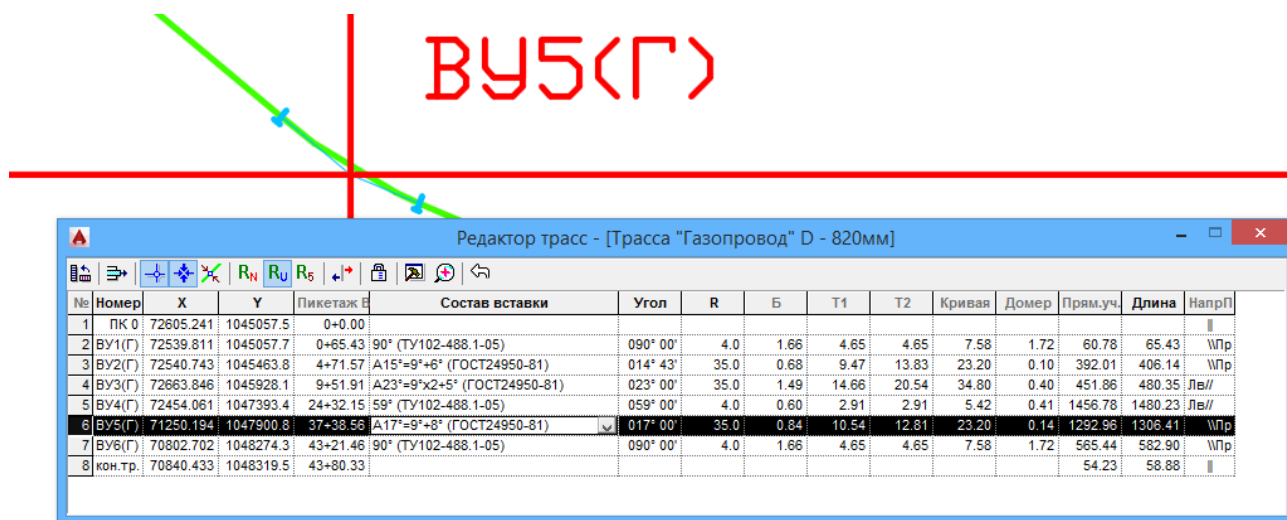 ВУ5(Г)
Редактор трасс - [Трасса "Газопровод" D - 820мм]
RN RU R5
№ Номер X Y Пикетаж В Состав вставки Угол R Б T1 T2 Кривая Домер Прям.уч. Длина НапрП
1 ПК 0 72605.241 1045057.5 0+0.00 ||
2 ВУ1(Г) 72539.811 1045057.7 0+65.43 90° (ТУ102-488.1-05) 090° 00' 4.0 1.66 4.65 4.65 7.58 1.72 60.78 65.43 \\Пр
3 ВУ2(Г) 72540.743 1045463.8 4+71.57 А15°=9°+6° (ГОСТ24950-81) 014° 43' 35.0 0.68 9.47 13.83 23.20 0.10 392.01 406.14 \\Пр
4 ВУ3(Г) 72663.846 1045928.1 9+51.91 А23°=9°x2+5° (ГОСТ24950-81) 023° 00' 35.0 1.49 14.66 20.54 34.80 0.40 451.86 480.35 Лв//
5 ВУ4(Г) 72454.061 1047393.4 24+32.15 59° (ТУ102-488.1-05) 059° 00' 4.0 0.60 2.91 2.91 5.42 0.41 1456.78 1480.23 Лв//
6 ВУ5(Г) 71250.194 1047900.8 37+38.56 А17°=9°+8° (ГОСТ24950-81) 017° 00' 35.0 0.84 10.54 12.81 23.20 0.14 1292.96 1306.41 \\Пр
7 ВУ6(Г) 70802.702 1048274.3 43+21.46 90° (ТУ102-488.1-05) 090° 00' 4.0 1.66 4.65 4.65 7.58 1.72 565.44 582.90 \\Пр
8 кон.тр. 70840.433 1048319.5 43+80.33 54.23 58.88 ||